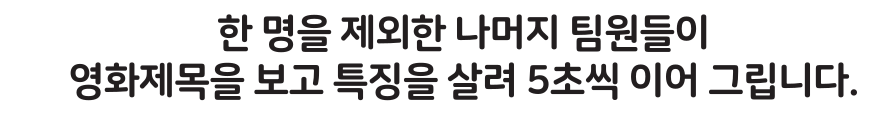 한 명을 제외한 나머지 팀원들이
영화제목을 보고 특징을 살려 5초씩 이어 그립니다.